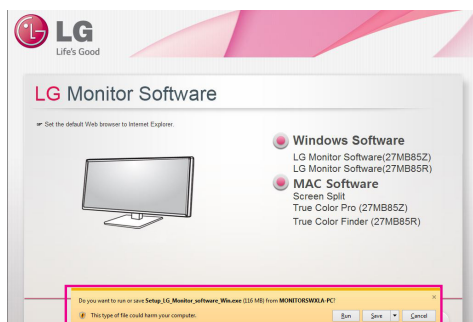 LG
Life's Good
LG Monitor Software
☞ Set the default Web browser to Internet Explorer.
Windows Software
LG Monitor Software(27MB85Z)
LG Monitor Software(27MB85R)
MAC Software
Screen Split
True Color Pro (27MB85Z)
True Color Finder (27MB85R)
Do you want to run or save Setup_LG_Monitor_software_Win.exe (116 MB) from MONITORSWXLA-PC?
This type of file could harm your computer.
Run Save Cancel